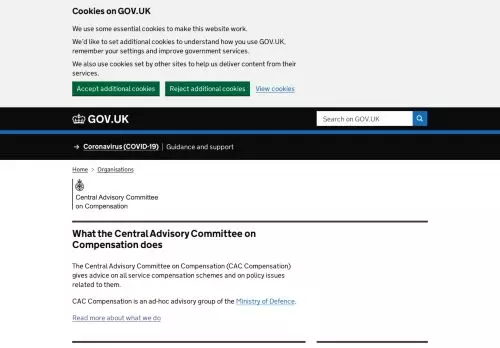 Cookies on GOV.UK
We use some essential cookies to make this website work.
We'd like to set additional cookies to understand how you use GOV.UK,
remember your settings and improve government services.
We also use cookies set by other sites to help us deliver content from their
services.
Accept additional cookies Reject additional cookies View cookies
GOV.UK Search on GOV.UK
→ Coronavirus (COVID-19) Guidance and support
Home > Organisations
Central Advisory Committee
on Compensation
What the Central Advisory Committee on
Compensation does
The Central Advisory Committee on Compensation (CAC Compensation)
gives advice on all service compensation schemes and on policy issues
related to them.
CAC Compensation is an ad-hoc advisory group of the Ministry of Defence.
Read more about what we do